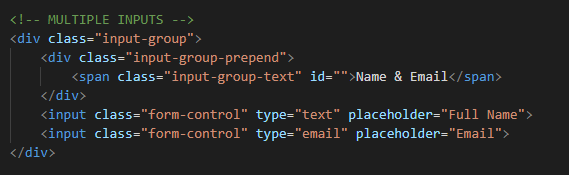 <!-- MULTIPLE INPUTS -->
<div class="input-group">
    <div class="input-group-prepend">
        <span class="input-group-text" id="">Name & Email</span>
    </div>
    <input class="form-control" type="text" placeholder="Full Name">
    <input class="form-control" type="email" placeholder="Email">
</div>